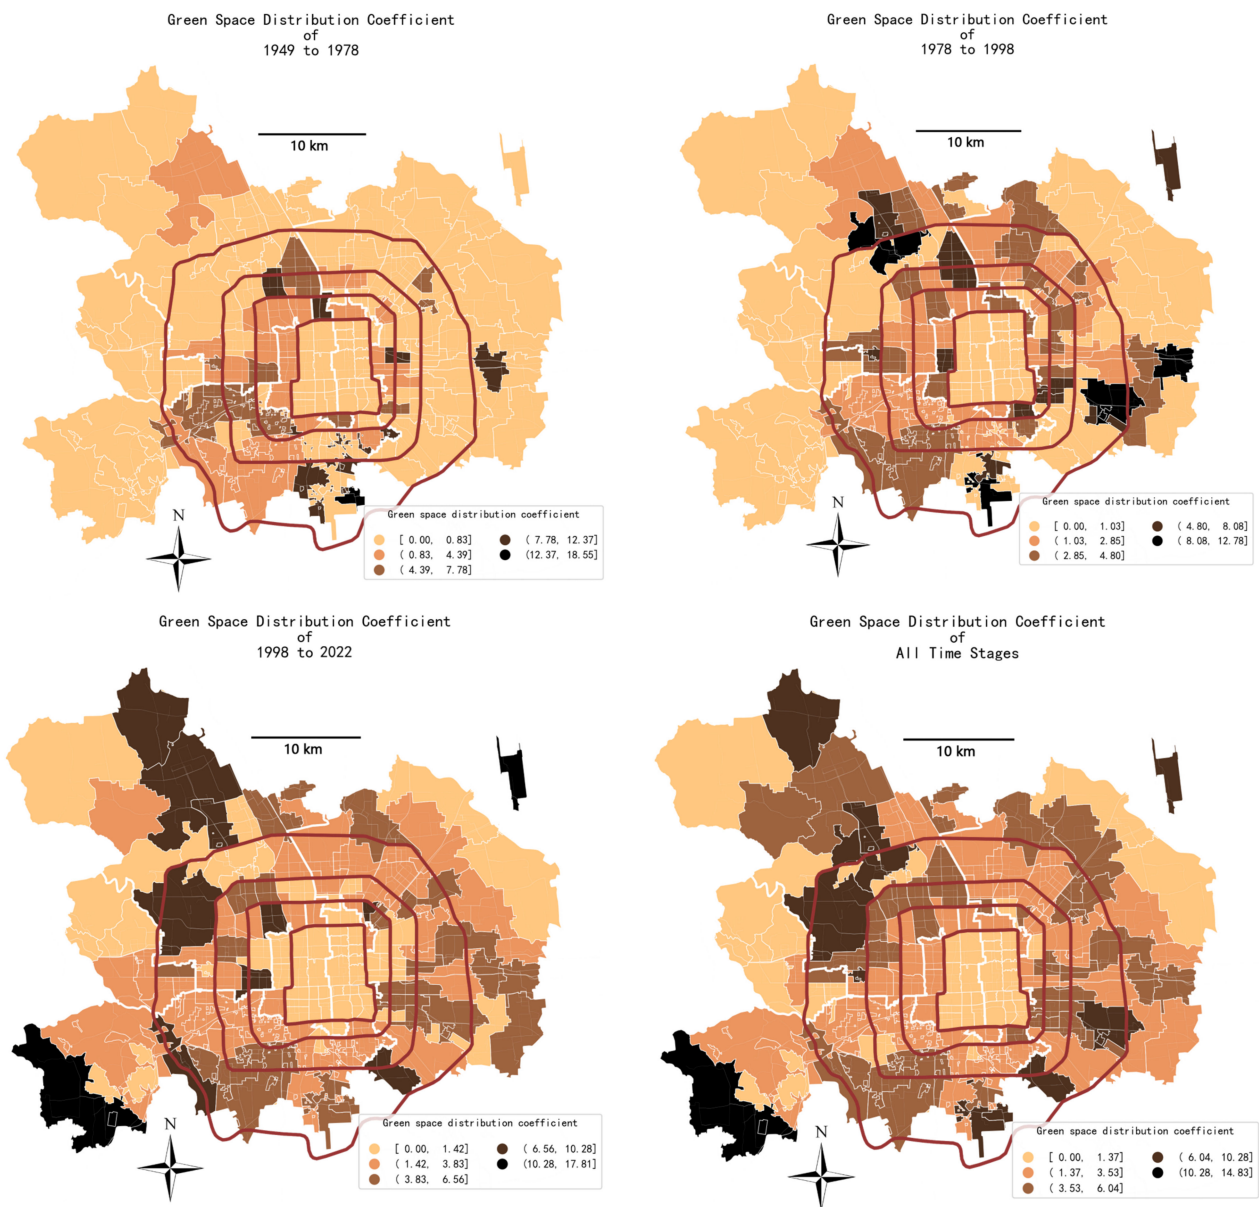 Green Space Distribution Coefficient
of
1949 to 1978
10 km
N
Green space distribution coefficient
[ 0.00, 0.83]
( 0.83, 4.39]
( 4.39, 7.78]
( 7.78, 12.37]
(12.37, 18.55]
Green Space Distribution Coefficient
of
1978 to 1998
10 km
N
Green space distribution coefficient
[ 0.00, 1.03]
( 1.03, 2.85]
( 2.85, 4.80]
( 4.80, 8.08]
( 8.08, 12.78]
Green Space Distribution Coefficient
of
1998 to 2022
10 km
N
Green space distribution coefficient
[ 0.00, 1.42]
( 1.42, 3.83]
( 3.83, 6.56]
( 6.56, 10.28]
(10.28, 17.81]
Green Space Distribution Coefficient
of
All Time Stages
10 km
N
Green space distribution coefficient
[ 0.00, 1.37]
( 1.37, 3.53]
( 3.53, 6.04]
( 6.04, 10.28]
(10.28, 14.83]